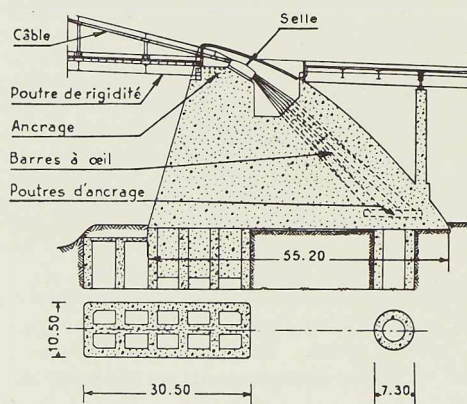 Selle
Câble
Poutre de rigidité
Ancrage
Barres à œil
Poutres d'ancrage
55.20
10.50
30.50
7.30